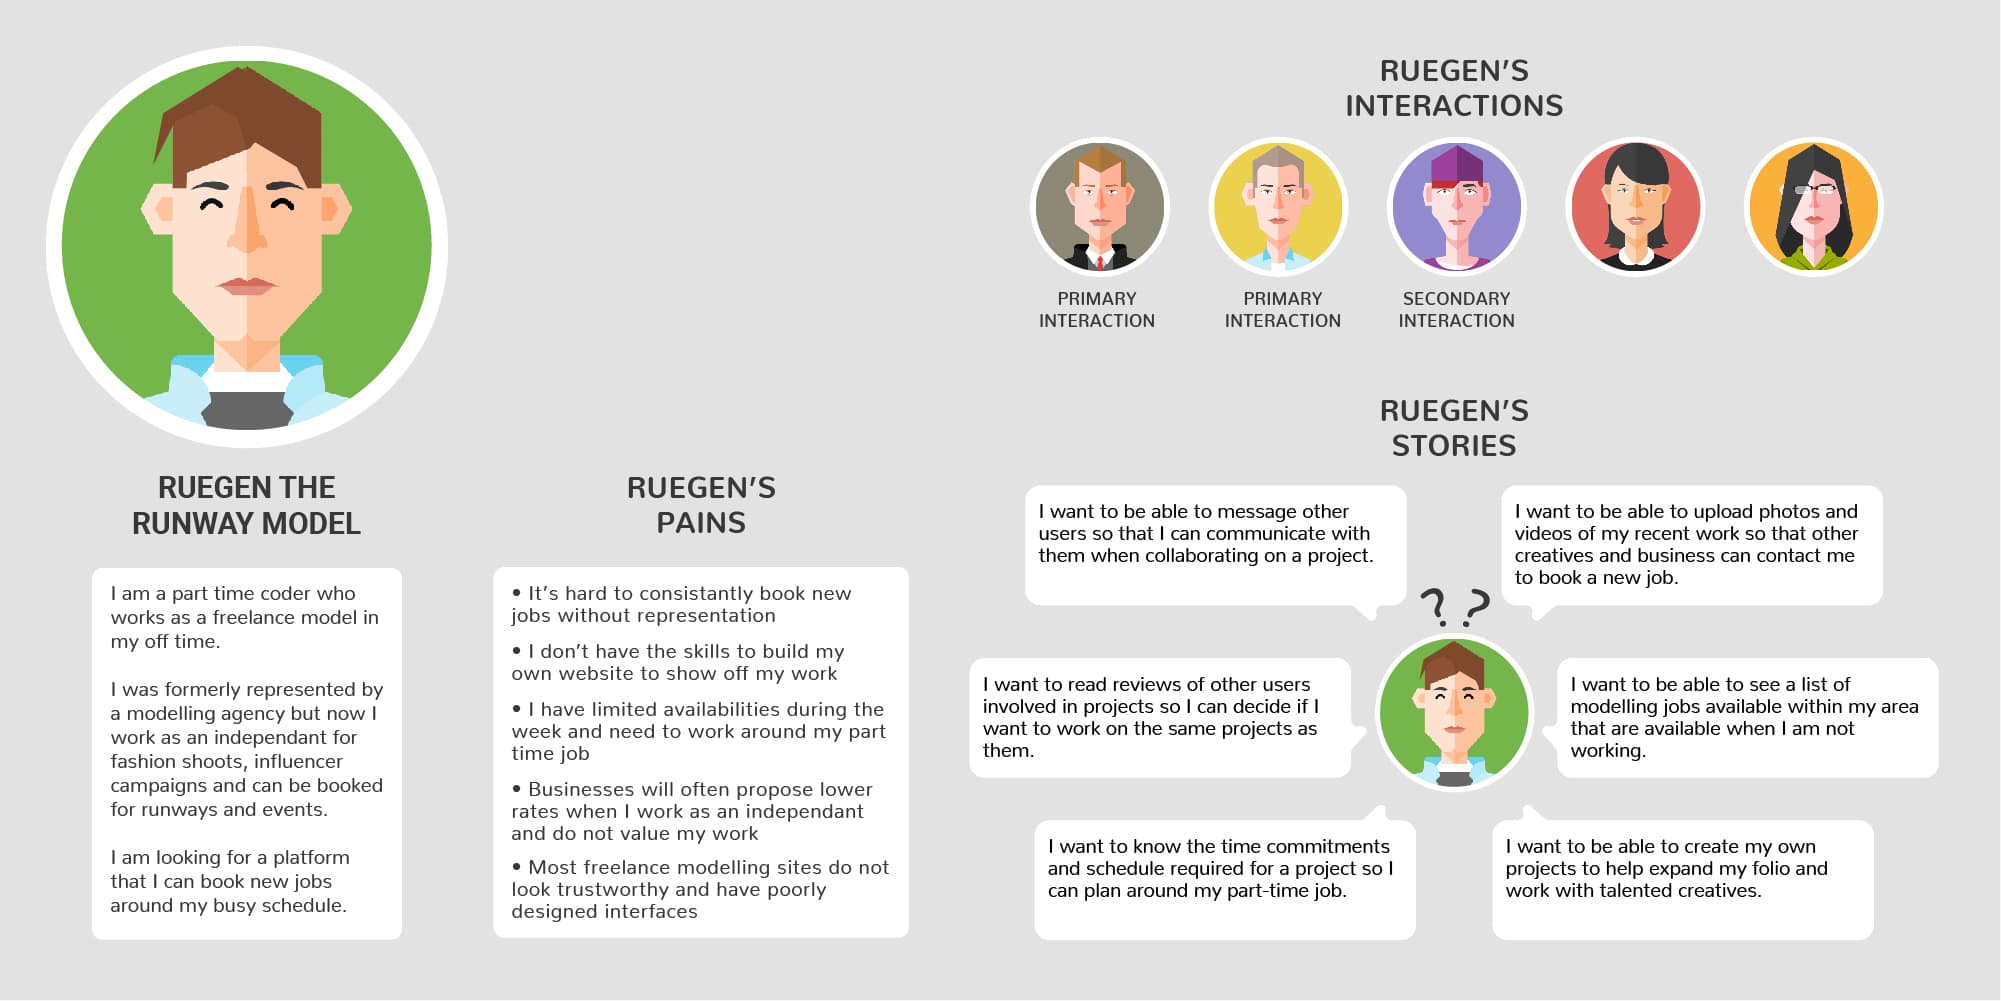 RUEGEN THE
RUNWAY MODEL
I am a part time coder who
works as a freelance model in
my off time.
I was formerly represented by
a modelling agency but now I
work as an independant for
fashion shoots, influencer
campaigns and can be booked
for runways and events.
I am looking for a platform
that I can book new jobs
around my busy schedule.
RUEGEN'S
PAINS
• It's hard to consistantly book new
jobs without representation
• I don't have the skills to build my
own website to show off my work
• I have limited availabilities during the
week and need to work around my part
time job
• Businesses will often propose lower
rates when I work as an independant
and do not value my work
• Most freelance modelling sites do not
look trustworthy and have poorly
designed interfaces
RUEGEN'S
INTERACTIONS
PRIMARY
INTERACTION
PRIMARY
INTERACTION
SECONDARY
INTERACTION
RUEGEN'S
STORIES
I want to be able to message other
users so that I can communicate with
them when collaborating on a project.
I want to be able to upload photos and
videos of my recent work so that other
creatives and business can contact me
to book a new job.
? ?
I want to read reviews of other users
involved in projects so I can decide if I
want to work on the same projects as
them.
I want to be able to see a list of
modelling jobs available within my area
that are available when I am not
working.
I want to know the time commitments
and schedule required for a project so I
can plan around my part-time job.
I want to be able to create my own
projects to help expand my folio and
work with talented creatives.